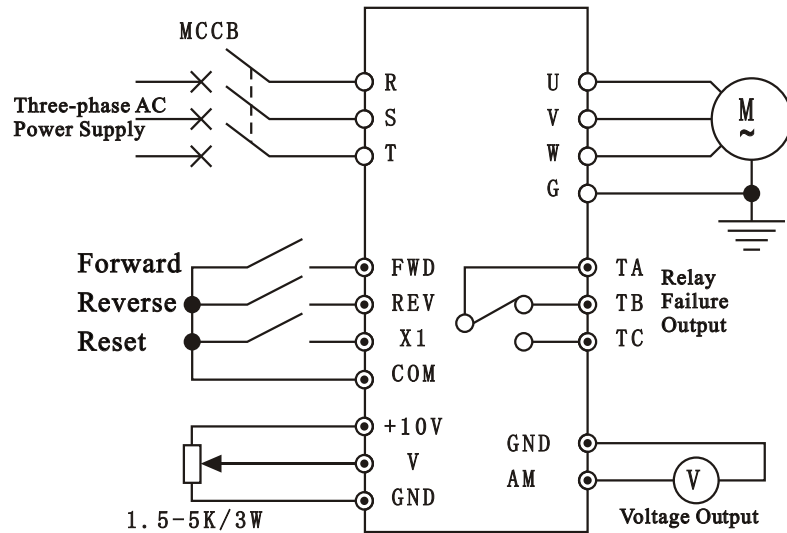 MCCB
Three-phase AC
Power Supply
R
S
T
U
V
W
G
M
~
Forward
Reverse
Reset
FWD
REV
X1
COM
TA
TB
TC
Relay
Failure
Output
+10V
V
GND
1.5-5K/3W
GND
AM
V
Voltage Output